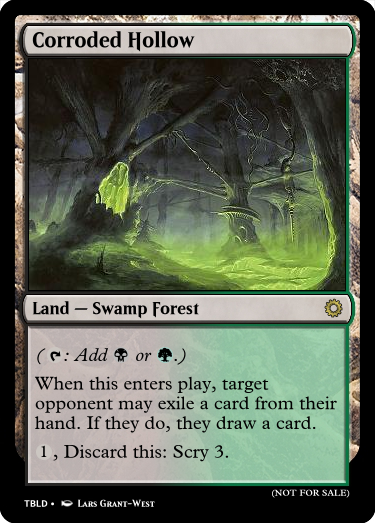 Corroded Hollow
Land — Swamp Forest
( : Add or .)
When this enters play, target
opponent may exile a card from their
hand. If they do, they draw a card.
1 , Discard this: Scry 3.
(NOT FOR SALE)
TBLD • Lars Grant-West